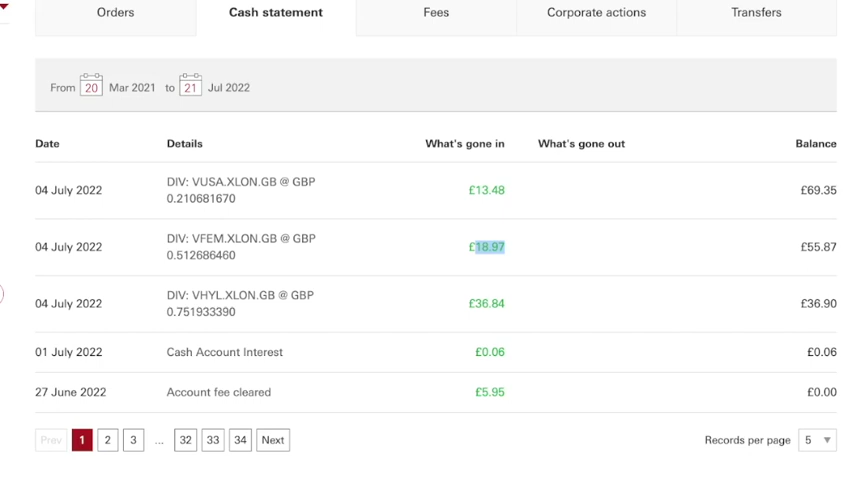 Orders Cash statement Fees Corporate actions Transfers
From 20 Mar 2021 to 21 Jul 2022
Date Details What's gone in What's gone out Balance
04 July 2022 DIV: VUSA.XLON.GB @ GBP 0.210681670 £13.48 £69.35
04 July 2022 DIV: VFEM.XLON.GB @ GBP 0.512686460 £18.97 £55.87
04 July 2022 DIV: VHYL.XLON.GB @ GBP 0.751933390 £36.84 £36.90
01 July 2022 Cash Account Interest £0.06 £0.06
27 June 2022 Account fee cleared £5.95 £0.00
Prev 1 2 3 ... 32 33 34 Next Records per page 5